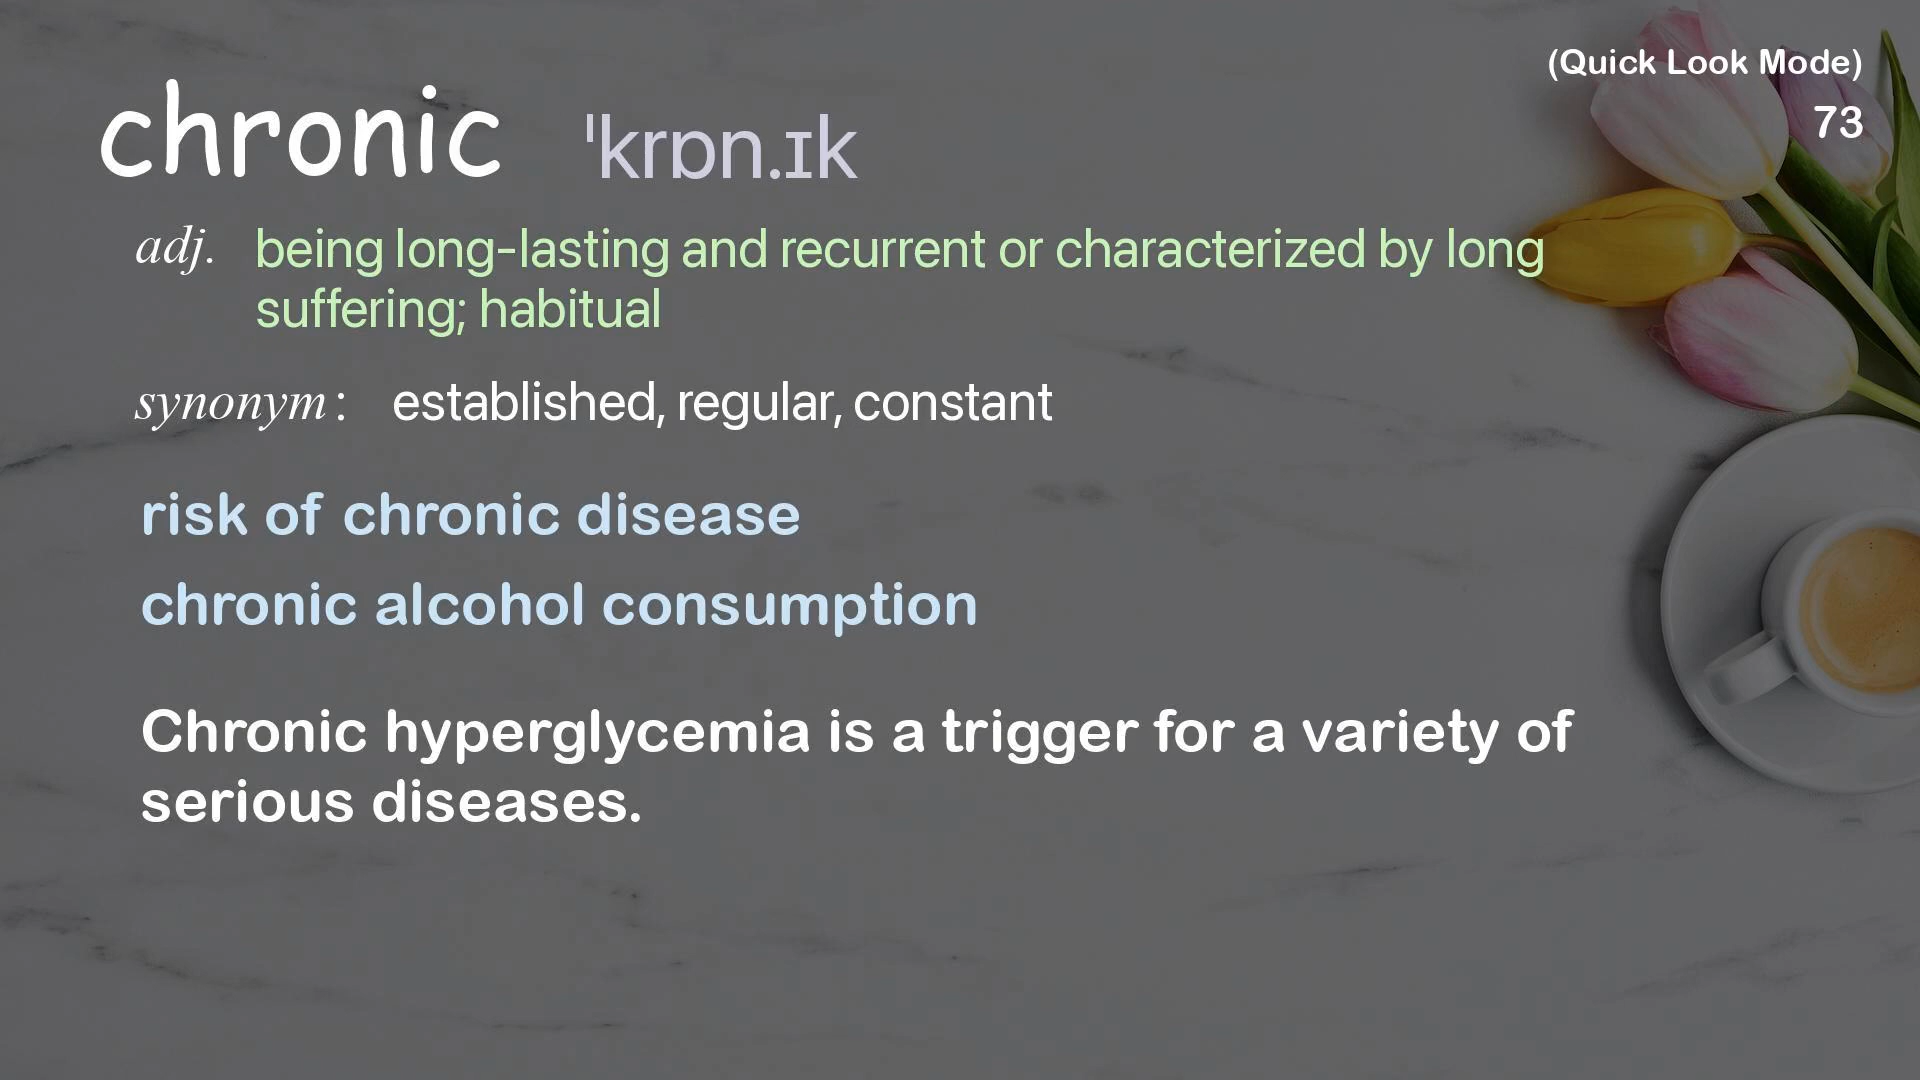 (Quick Look Mode)
73
chronic ˈkrɒn.ɪk
adj. being long-lasting and recurrent or characterized by long
suffering; habitual
synonym: established, regular, constant
risk of chronic disease
chronic alcohol consumption
Chronic hyperglycemia is a trigger for a variety of
serious diseases.